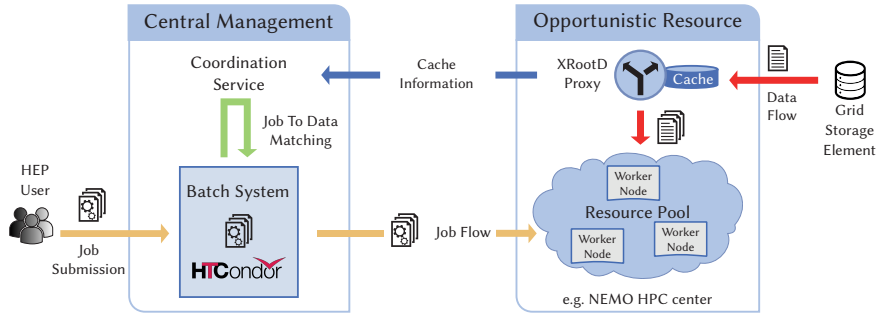 Central Management
Opportunistic Resource
Coordination
Service
Cache
Information
XRootD
Proxy
Cache
Data
Flow
Grid
Storage
Element
Job To Data
Matching
HEP
User
Job
Submission
Batch System
HTCondor
Job Flow
Worker
Node
Resource Pool
Worker
Node
Worker
Node
e.g. NEMO HPC center